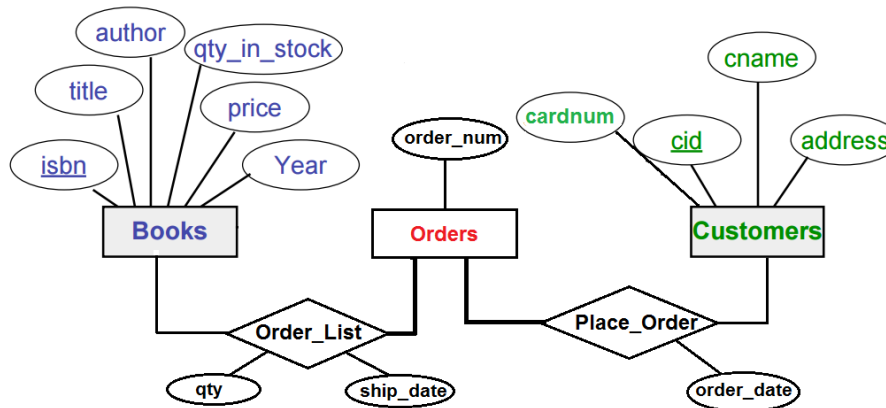 author
qty_in_stock
cname
title
price
cardnum
order_num
cid
address
isbn
Year
Books
Orders
Customers
Order_List
Place_Order
qty
ship_date
order_date